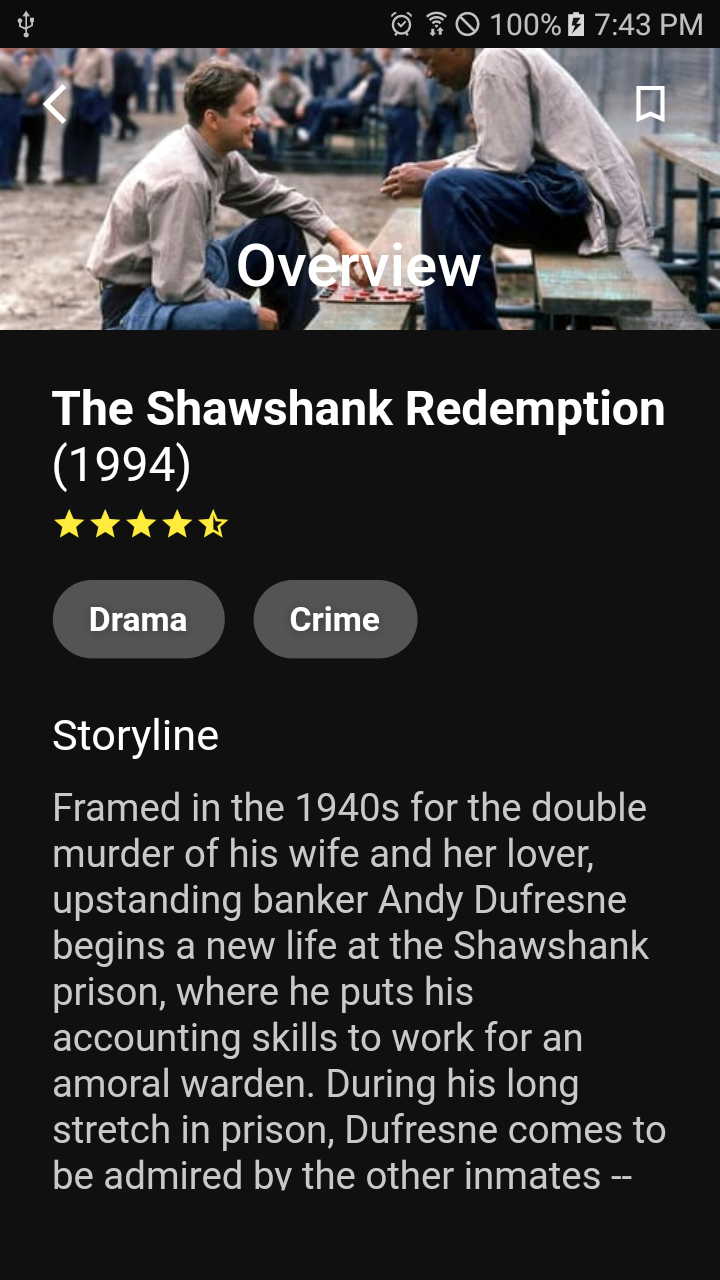 100% 7:43 PM
Overview
The Shawshank Redemption
(1994)
Drama Crime
Storyline
Framed in the 1940s for the double
murder of his wife and her lover,
upstanding banker Andy Dufresne
begins a new life at the Shawshank
prison, where he puts his
accounting skills to work for an
amoral warden. During his long
stretch in prison, Dufresne comes to
be admired by the other inmates --